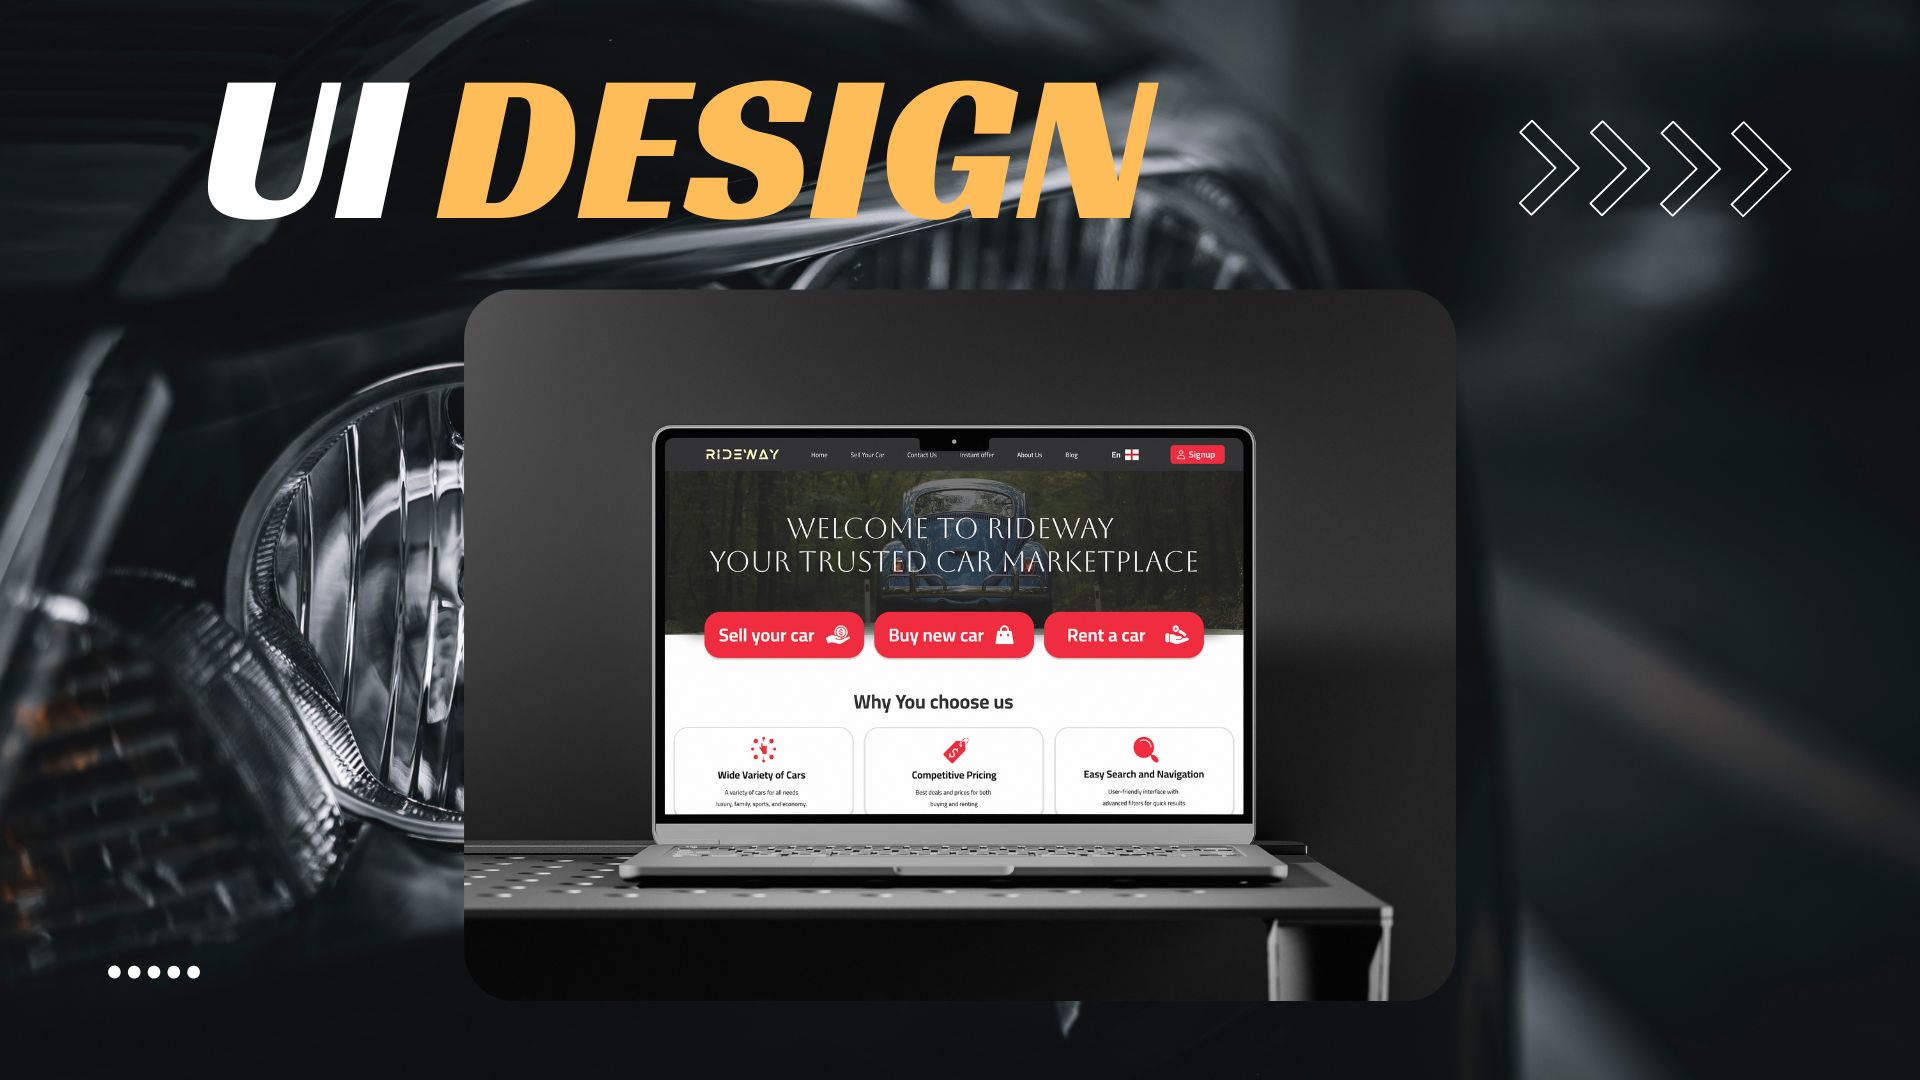 UI DESIGN
RIDEWAY
Home Sell Your Car Contact Us Instant offer About Us Blog En Signup
WELCOME TO RIDEWAY
YOUR TRUSTED CAR MARKETPLACE
Sell your car Buy new car Rent a car
Why You choose us
Wide Variety of Cars
A variety of cars for all needs
luxury, family, sports, and economy.
Competitive Pricing
Best deals and prices for both
buying and renting
Easy Search and Navigation
User-friendly interface with
advanced filters for quick results